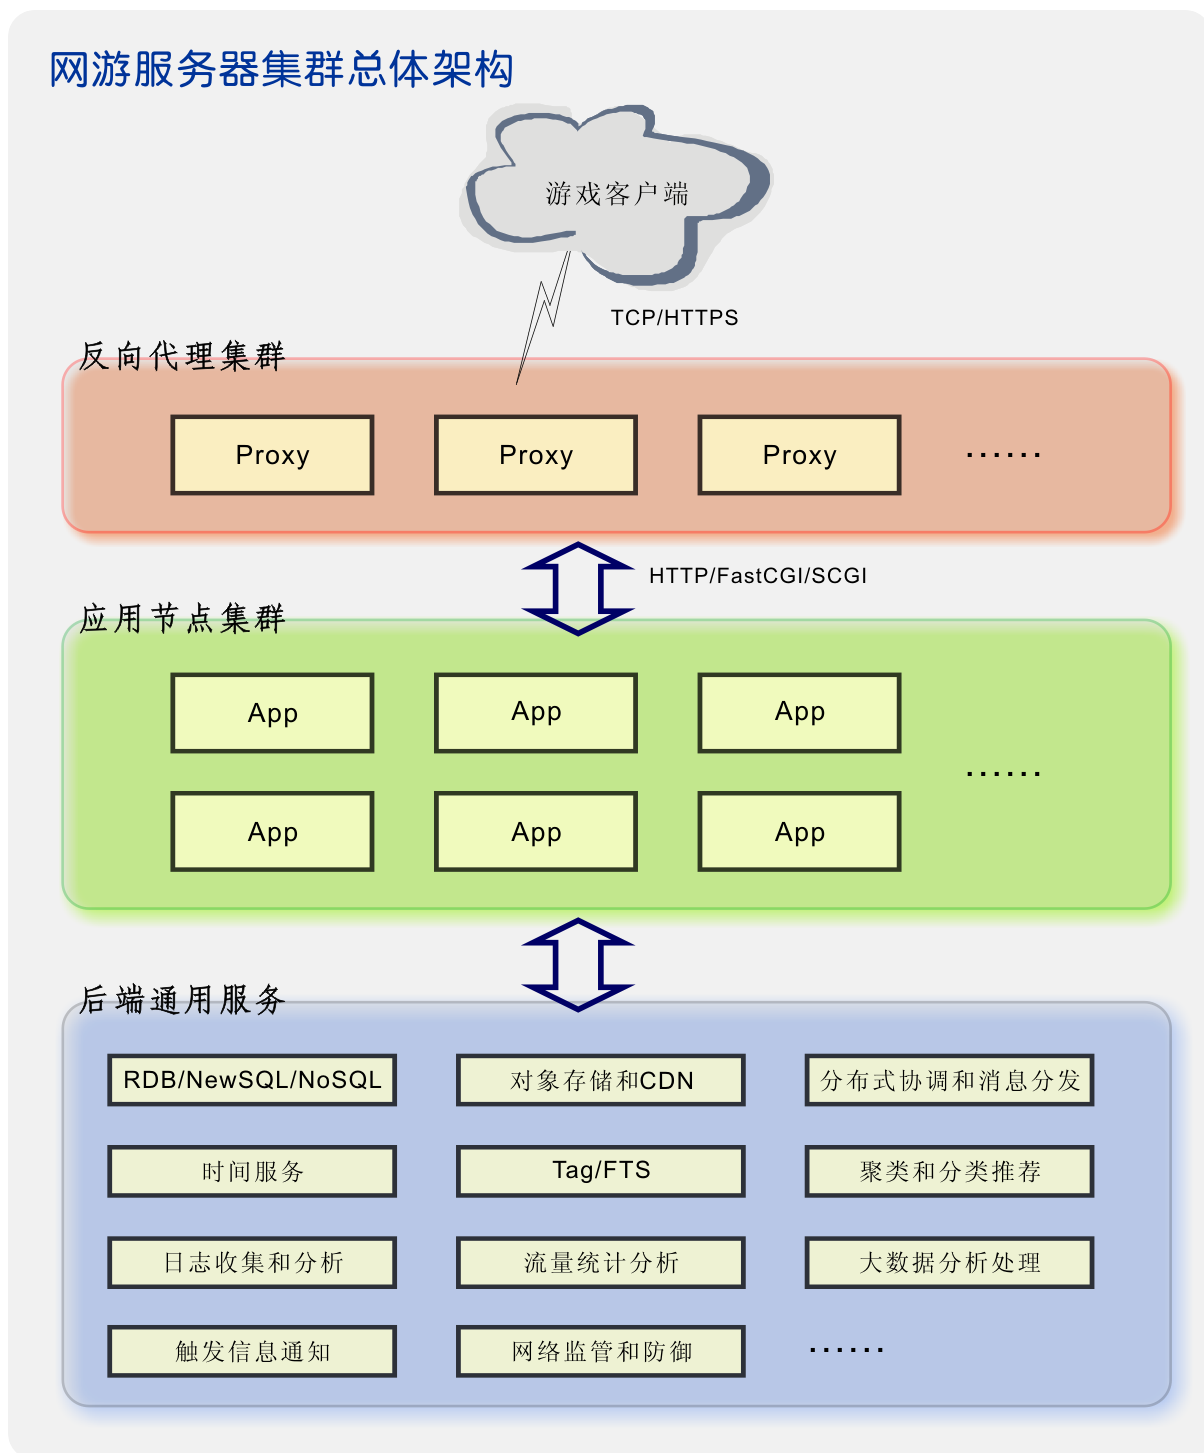 网游服务器集群总体架构
游戏客户端
TCP/HTTPS
反向代理集群
Proxy
Proxy
Proxy
······
HTTP/FastCGI/SCGI
应用节点集群
App
App
App
App
App
App
······
后端通用服务
RDB/NewSQL/NoSQL
对象存储和CDN
分布式协调和消息分发
时间服务
Tag/FTS
聚类和分类推荐
日志收集和分析
流量统计分析
大数据分析处理
触发信息通知
网络监管和防御
······